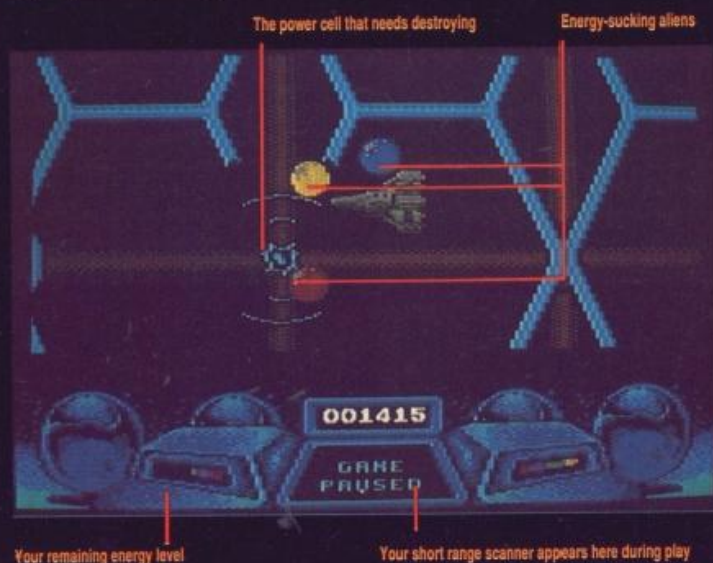 The power cell that needs destroying
Energy-sucking aliens
001415
GAME
PAUSED
Your remaining energy level
Your short range scanner appears here during play